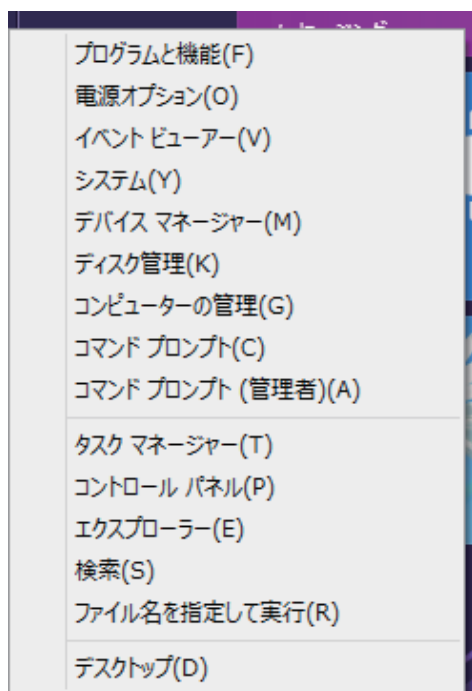 プログラムと機能(F)
電源オプション(O)
イベント ビューアー(V)
システム(Y)
デバイス マネージャー(M)
ディスク管理(K)
コンピューターの管理(G)
コマンド プロンプト(C)
コマンド プロンプト (管理者)(A)
タスク マネージャー(T)
コントロール パネル(P)
エクスプローラー(E)
検索(S)
ファイル名を指定して実行(R)
デスクトップ(D)